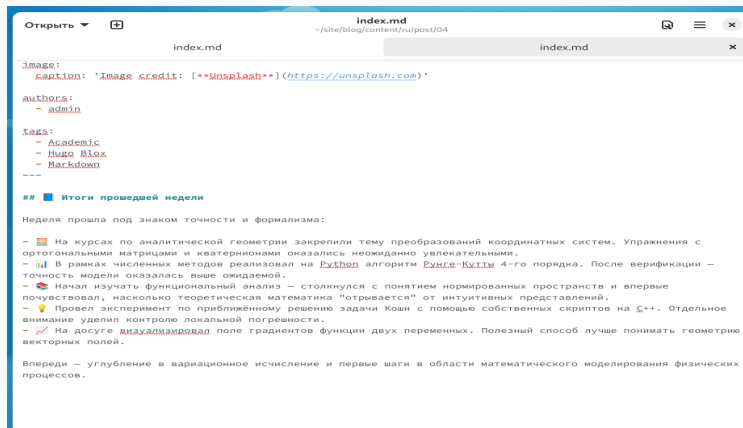 Открыть
index.md
~/site/blog/content/ru/post/04
index.md
index.md
image:
caption: 'Image credit: [**Unsplash**](https://unsplash.com)'
authors:
- admin
tags:
- Academic
- Hugo Blox
- Markdown
---
## 📘 Итоги прошедшей недели
Неделя прошла под знаком точности и формализма:
- 🧮 На курсах по аналитической геометрии закрепили тему преобразований координатных систем. Упражнения с
ортогональными матрицами и кватернионами оказались неожиданно увлекательными.
- 📊 В рамках численных методов реализовал на Python алгоритм Рунге-Кутты 4-го порядка. После верификации —
точность модели оказалась выше ожидаемой.
- 📚 Начал изучать функциональный анализ — столкнулся с понятием нормированных пространств и впервые
почувствовал, насколько теоретическая математика "отрывается" от интуитивных представлений.
- 💡 Провел эксперимент по приближённому решению задачи Коши с помощью собственных скриптов на C++. Отдельное
внимание уделил контролю локальной погрешности.
- 📈 На досуге визуализировал поле градиентов функции двух переменных. Полезный способ лучше понимать геометрию
векторных полей.
Впереди — углубление в вариационное исчисление и первые шаги в области математического моделирования физических
процессов.